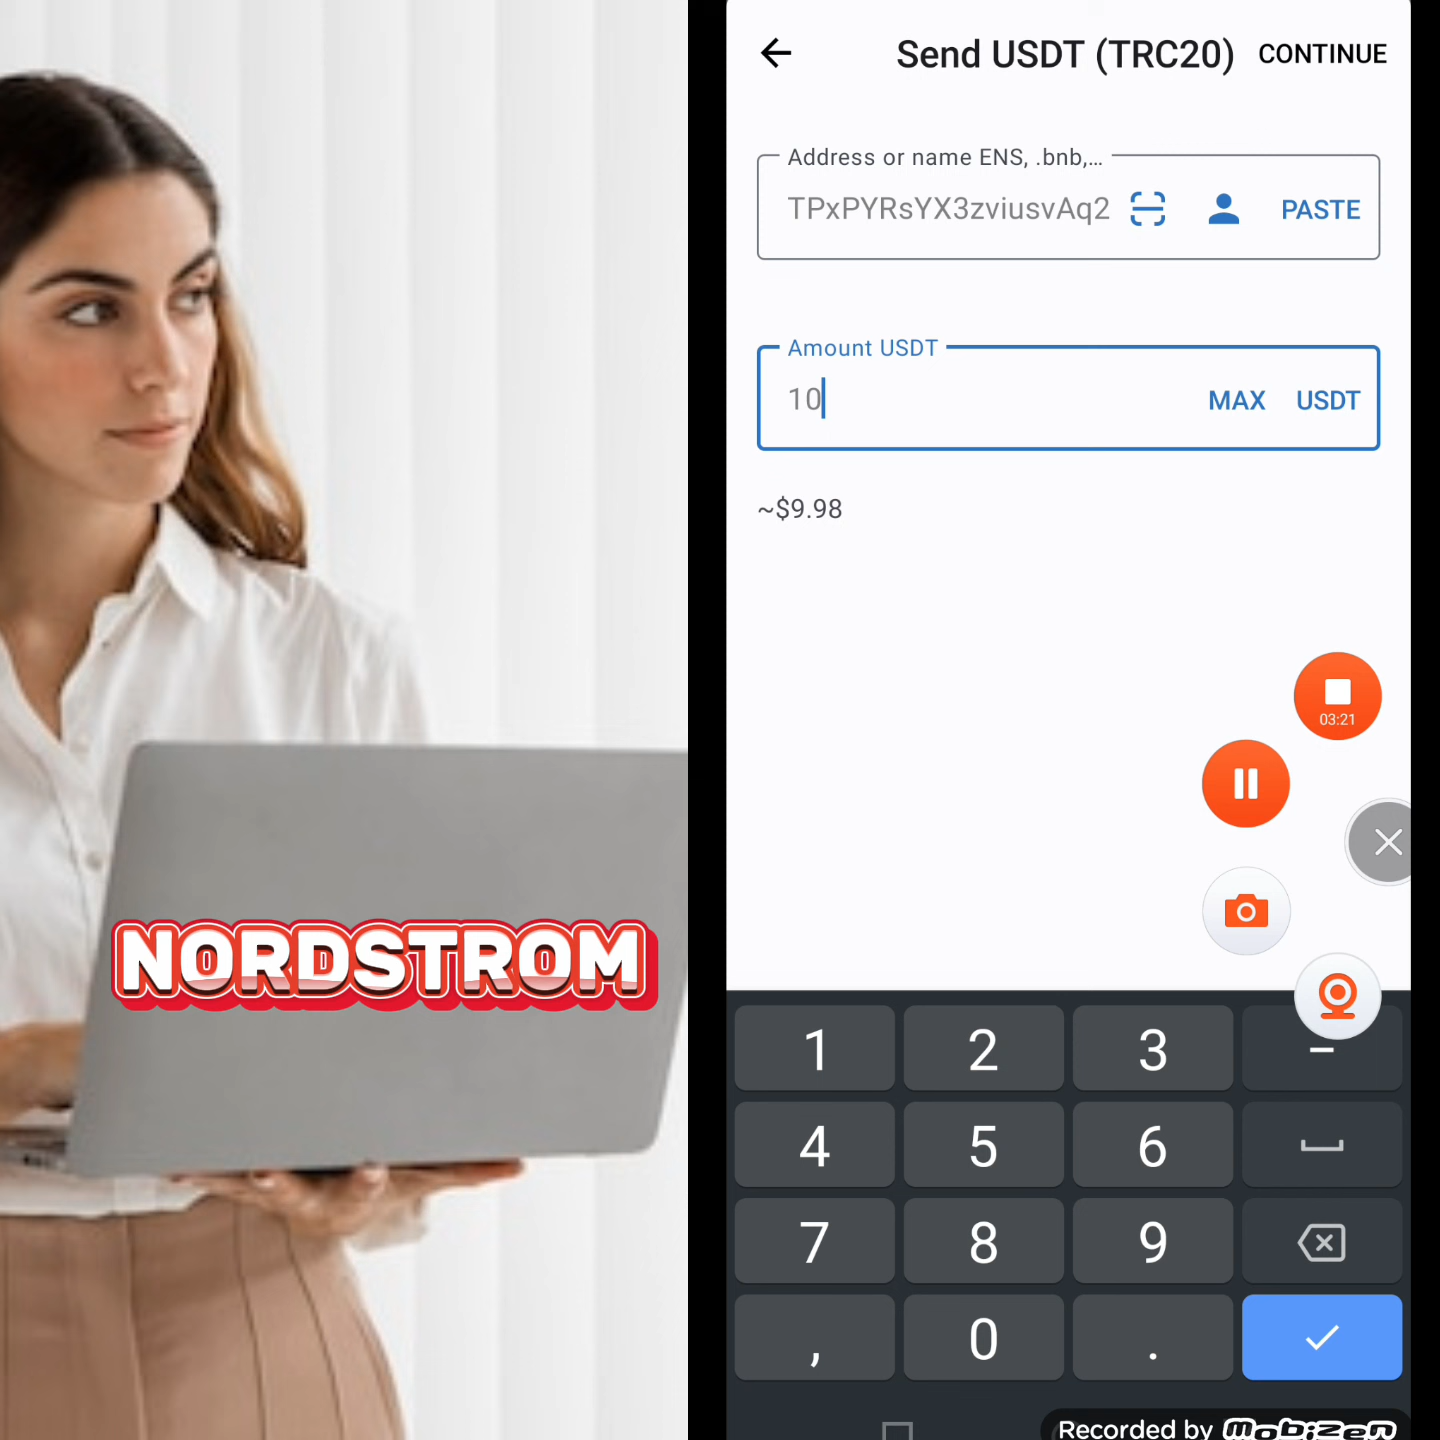 NORDSTROM
Send USDT (TRC20)
CONTINUE
Address or name ENS, .bnb,...
TPxPYRsYX3zviusvAq2
PASTE
Amount USDT
10
MAX
USDT
~$9.98
03:21
1 2 3 –
4 5 6
7 8 9
, 0 .
Recorded by mobizen